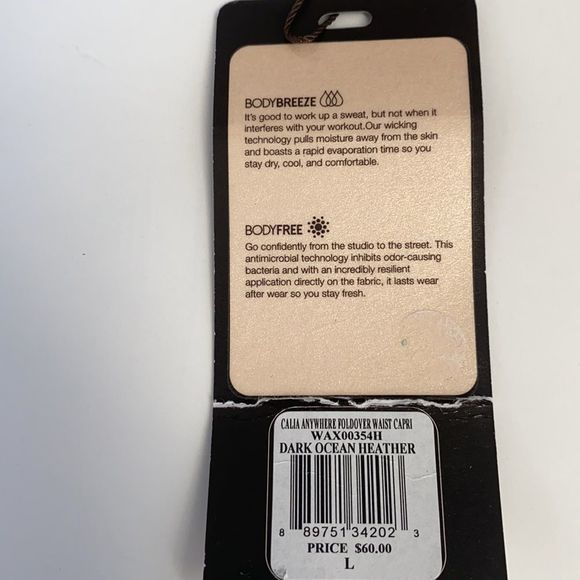 BODYBREEZE
It's good to work up a sweat, but not when it
interferes with your workout.Our wicking
technology pulls moisture away from the skin
and boasts a rapid evaporation time so you
stay dry, cool, and comfortable.
BODYFREE
Go confidently from the studio to the street. This
antimicrobial technology inhibits odor-causing
bacteria and with an incredibly resilient
application directly on the fabric, it lasts wear
after wear so you stay fresh.
CALIA ANYWHERE FOLDOVER WAIST CAPRI
WAX00354H
DARK OCEAN HEATHER
8 89751 34202 3
PRICE $60.00
L